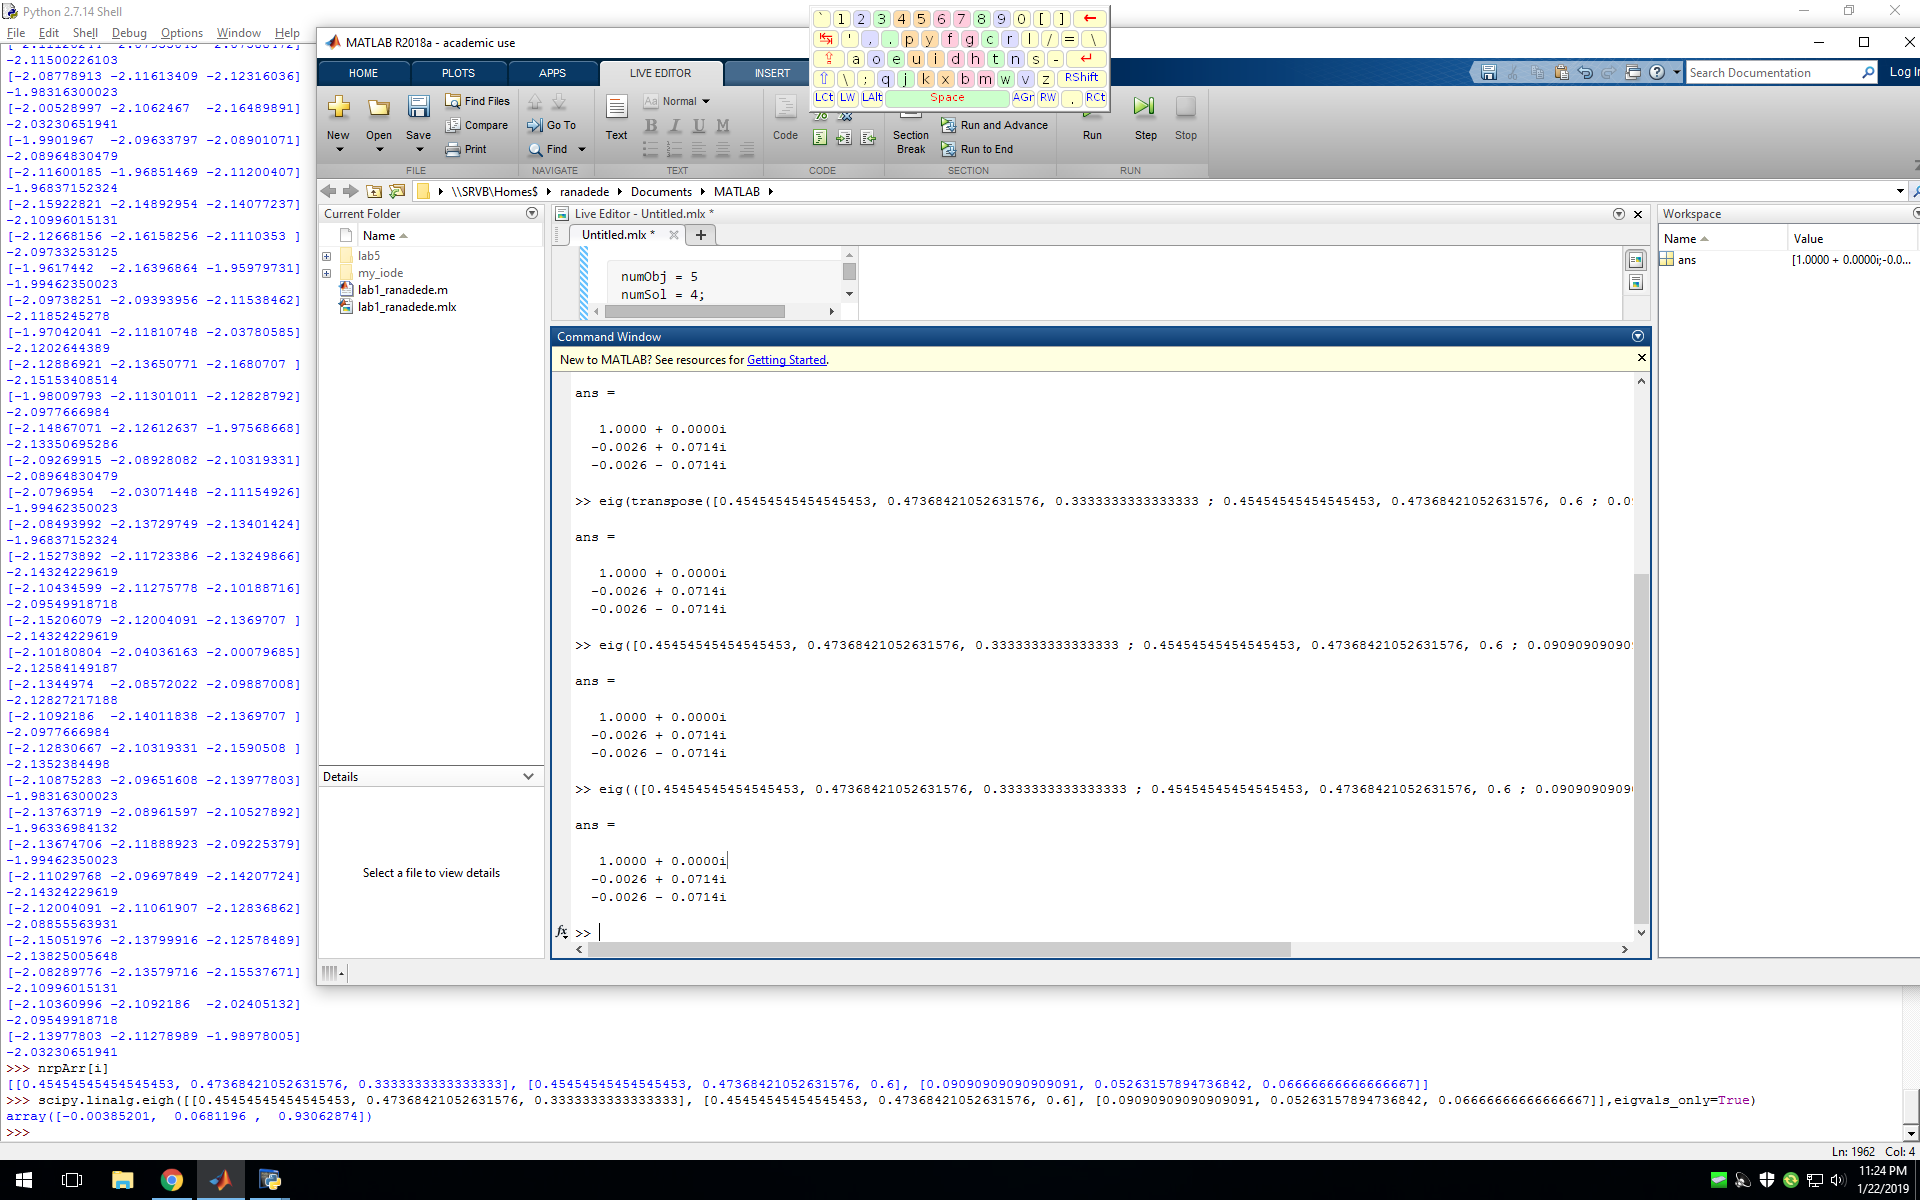 Python 2.7.14 Shell
File Edit Shell Debug Options Window Help
-2.11500226103
[-2.08778913 -2.11613409 -2.12316036]
-1.98316300023
[-2.00528997 -2.1062467  -2.16489891]
-2.03230651941
[-1.9901967  -2.09633797 -2.08901071]
-2.08964830479
[-2.11600185 -1.96851469 -2.11200407]
-1.96837152324
[-2.15922821 -2.14892954 -2.14077237]
-2.10996015131
[-2.12668156 -2.16158256 -2.1110353 ]
-2.09733253125
[-1.9617442  -2.16396864 -1.95979731]
-1.99462350023
[-2.09738251 -2.09393956 -2.11538462]
-2.1185245278
[-1.97042041 -2.11810748 -2.03780585]
-2.1202644389
[-2.12886921 -2.13650771 -2.1680707 ]
-2.15153408514
[-1.98009793 -2.11301011 -2.12828792]
-2.0977666984
[-2.14867071 -2.12612637 -1.97568668]
-2.13350695286
[-2.09269915 -2.08928082 -2.10319331]
-2.08964830479
[-2.0796954  -2.03071448 -2.11154926]
-1.99462350023
[-2.08493992 -2.13729749 -2.13401424]
-1.96837152324
[-2.15273892 -2.11723386 -2.13249866]
-2.14324229619
[-2.10434599 -2.11275778 -2.10188716]
-2.09549918718
[-2.15206079 -2.12004091 -2.1369707 ]
-2.14324229619
[-2.10180804 -2.04036163 -2.00079685]
-2.12584149187
[-2.1344974  -2.08572022 -2.09887008]
-2.12827217188
[-2.1092186  -2.14011838 -2.1369707 ]
-2.0977666984
[-2.12830667 -2.10319331 -2.1590508 ]
-2.1352384498
[-2.10875283 -2.09651608 -2.13977803]
-1.98316300023
[-2.13763719 -2.08961597 -2.10527892]
-1.96336984132
[-2.13674706 -2.11888923 -2.09225379]
-1.99462350023
[-2.11029768 -2.09697849 -2.14207724]
-2.14324229619
[-2.12004091 -2.11061907 -2.12836862]
-2.08855563931
[-2.15051976 -2.13799916 -2.12578489]
-2.13825005648
[-2.08289776 -2.13579716 -2.15537671]
-2.10996015131
[-2.10360996 -2.1092186  -2.02405132]
-2.09549918718
[-2.13977803 -2.11278989 -1.98978005]
-2.03230651941
>>> nrpArr[i]
[[0.45454545454545453, 0.47368421052631576, 0.3333333333333333], [0.45454545454545453, 0.47368421052631576, 0.6], [0.09090909090909091, 0.05263157894736842, 0.06666666666666667]]
>>> scipy.linalg.eigh([[0.45454545454545453, 0.47368421052631576, 0.3333333333333333], [0.45454545454545453, 0.47368421052631576, 0.6], [0.09090909090909091, 0.05263157894736842, 0.06666666666666667]],eigvals_only=True)
array([-0.00385201,  0.0681196 ,  0.93062874])
>>>
Ln: 1962 Col: 4
MATLAB R2018a - academic use
HOME PLOTS APPS LIVE EDITOR INSERT
Search Documentation
Log In
New Open Save
Find Files
Compare
Print
Go To
Find
Text
Aa Normal
B I U M
Code
Section Break
Run and Advance
Run to End
Run Step Stop
FILE NAVIGATE TEXT CODE SECTION RUN
` 1 2 3 4 5 6 7 8 9 0 [ ]
' , . p y f g c r l / = \
a o e u i d h t n s -
\ ; q j k x b m w v z RShift
LCt LW LAlt Space AGr RW . RCt
\\SRVB\Homes$ ranadede Documents MATLAB
Current Folder
Name
lab5
my_iode
lab1_ranadede.m
lab1_ranadede.mlx
Details
Select a file to view details
Live Editor - Untitled.mlx *
Untitled.mlx *
numObj = 5
numSol = 4;
Command Window
New to MATLAB? See resources for Getting Started.
ans =
1.0000 + 0.0000i
-0.0026 + 0.0714i
-0.0026 - 0.0714i
>> eig(transpose([0.45454545454545453, 0.47368421052631576, 0.3333333333333333 ; 0.45454545454545453, 0.47368421052631576, 0.6 ; 0.09
ans =
1.0000 + 0.0000i
-0.0026 + 0.0714i
-0.0026 - 0.0714i
>> eig([0.45454545454545453, 0.47368421052631576, 0.3333333333333333 ; 0.45454545454545453, 0.47368421052631576, 0.6 ; 0.090909090909
ans =
1.0000 + 0.0000i
-0.0026 + 0.0714i
-0.0026 - 0.0714i
>> eig(([0.45454545454545453, 0.47368421052631576, 0.3333333333333333 ; 0.45454545454545453, 0.47368421052631576, 0.6 ; 0.09090909090
ans =
1.0000 + 0.0000i
-0.0026 + 0.0714i
-0.0026 - 0.0714i
fx >>
Workspace
Name Value
ans [1.0000 + 0.0000i;-0.0...
11:24 PM
1/22/2019